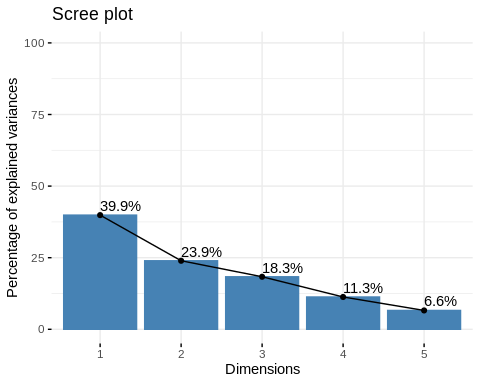 Scree plot
Percentage of explained variances
100
75
50
25
0
39.9%
23.9%
18.3%
11.3%
6.6%
1 2 3 4 5
Dimensions